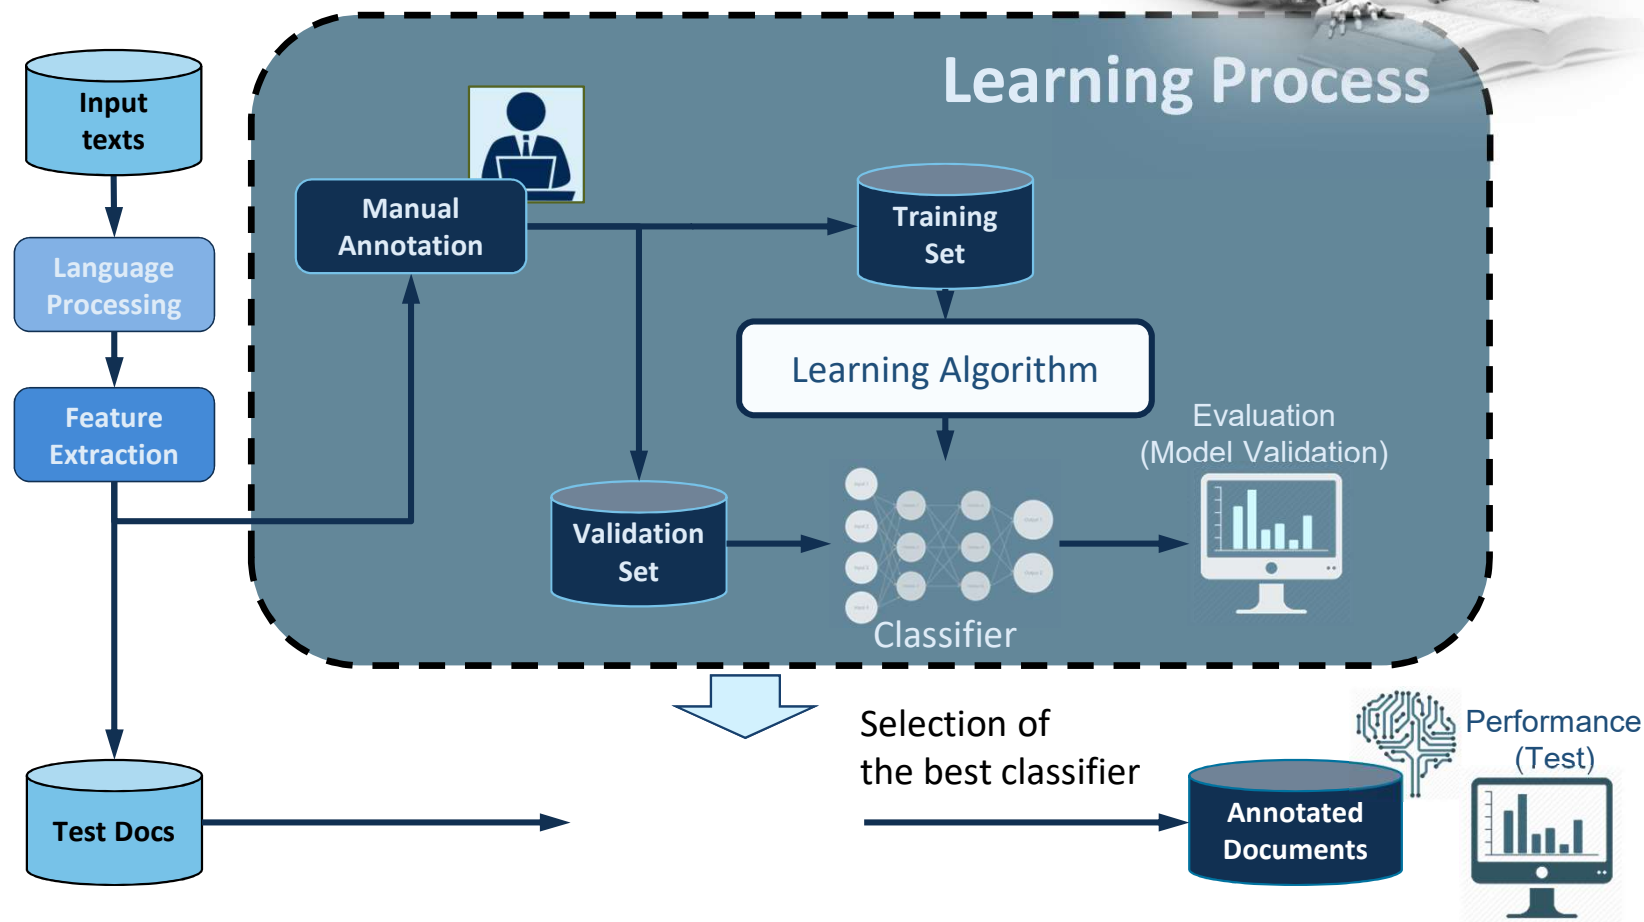 Learning Process
Input
texts
Language
Processing
Feature
Extraction
Manual
Annotation
Training
Set
Learning Algorithm
Evaluation
(Model Validation)
Validation
Set
Classifier
Selection of
the best classifier
Performance
(Test)
Test Docs
Annotated
Documents